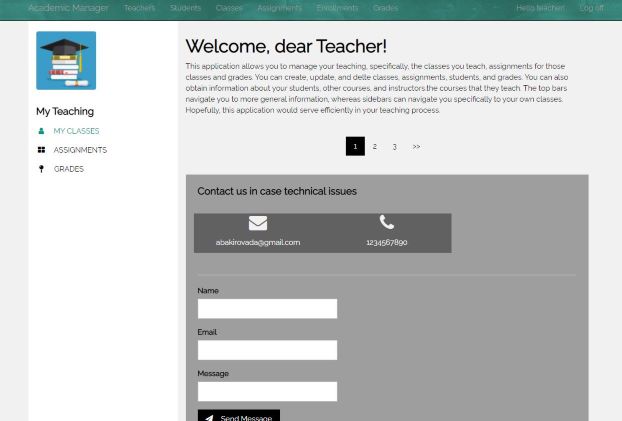 Academic Manager Teachers Students Classes Assignments Enrollments Grades Hello teacher! Log off
My Teaching
MY CLASSES
ASSIGNMENTS
GRADES
Welcome, dear Teacher!
This application allows you to manage your teaching, specifically, the classes you teach, assignments for those
classes and grades. You can create, update, and delte classes, assignments, students, and grades. You can also
obtain information about your students, other courses, and instructors the courses that they teach. The top bars
navigate you to more general information, whereas sidebars can navigate you specifically to your own classes.
Hopefully, this application would serve efficiently in your teaching process.
1 2 3 >>
Contact us in case technical issues
abakirovada@gmail.com 1234567890
Name
Email
Message
Send Message